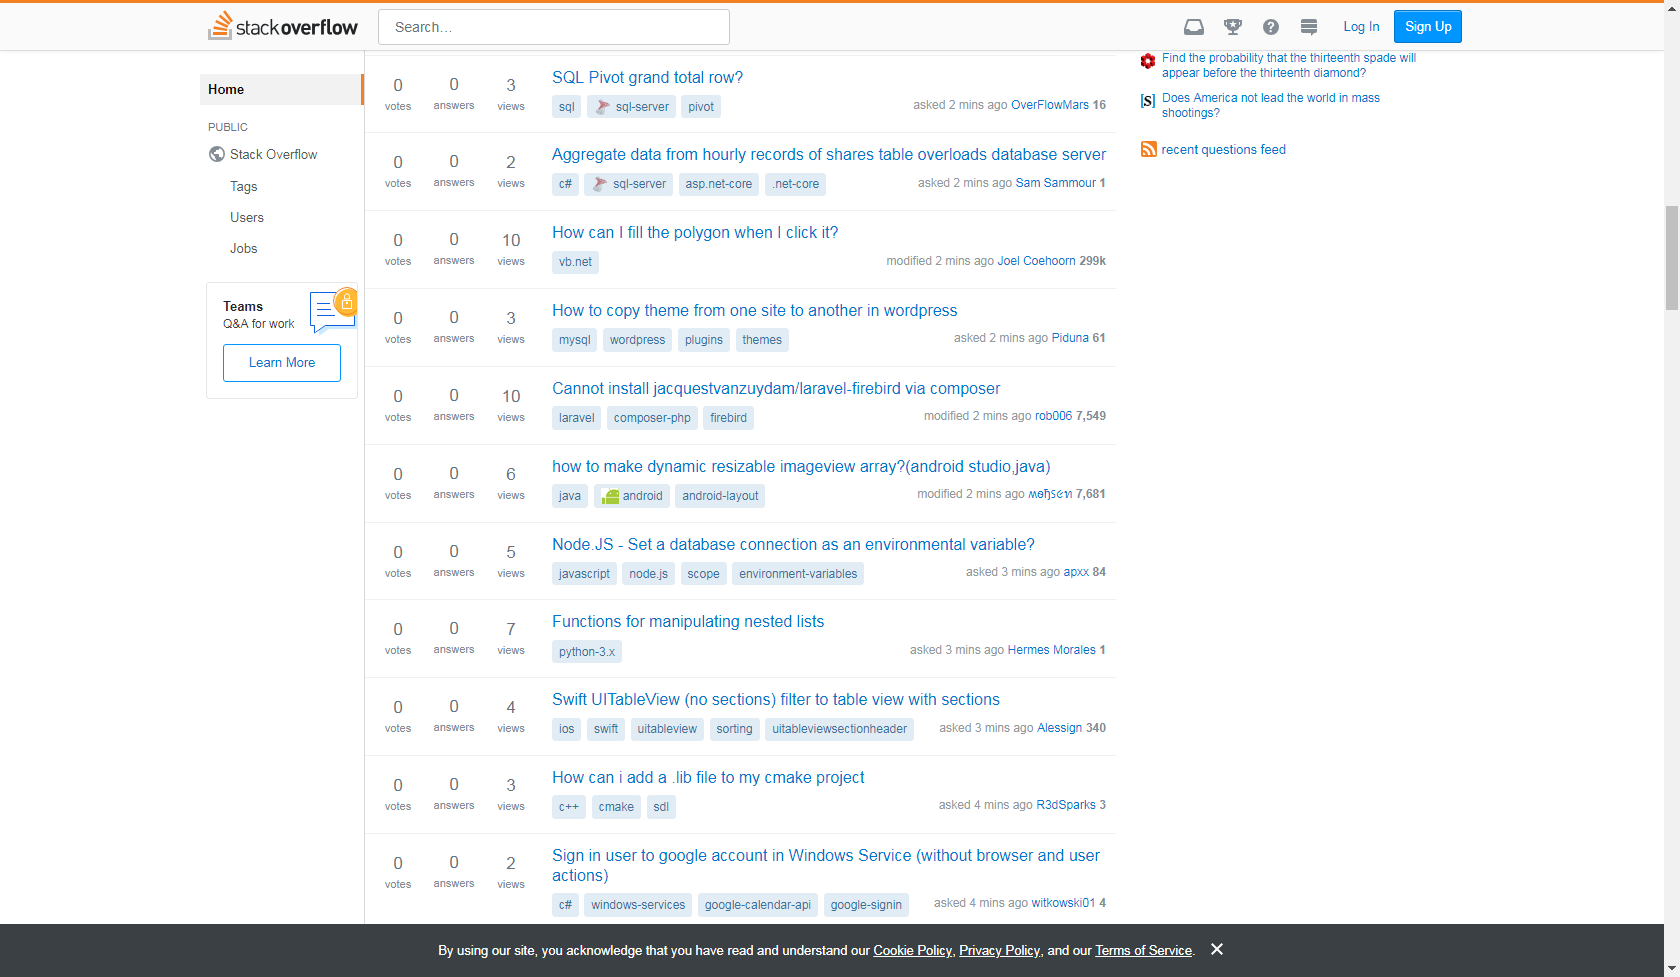 stackoverflow
Search…
Log In
Sign Up
Home
PUBLIC
Stack Overflow
Tags
Users
Jobs
Teams
Q&A for work
Learn More
0 0 3
votes answers views
SQL Pivot grand total row?
sql sql-server pivot
asked 2 mins ago OverFlowMars 16
0 0 2
votes answers views
Aggregate data from hourly records of shares table overloads database server
c# sql-server asp.net-core .net-core
asked 2 mins ago Sam Sammour 1
0 0 10
votes answers views
How can I fill the polygon when I click it?
vb.net
modified 2 mins ago Joel Coehoorn 299k
0 0 3
votes answers views
How to copy theme from one site to another in wordpress
mysql wordpress plugins themes
asked 2 mins ago Piduna 61
0 0 10
votes answers views
Cannot install jacquestvanzuydam/laravel-firebird via composer
laravel composer-php firebird
modified 2 mins ago rob006 7,549
0 0 6
votes answers views
how to make dynamic resizable imageview array?(android studio,java)
java android android-layout
modified 2 mins ago 7,681
0 0 5
votes answers views
Node.JS - Set a database connection as an environmental variable?
javascript node.js scope environment-variables
asked 3 mins ago apxx 84
0 0 7
votes answers views
Functions for manipulating nested lists
python-3.x
asked 3 mins ago Hermes Morales 1
0 0 4
votes answers views
Swift UITableView (no sections) filter to table view with sections
ios swift uitableview sorting uitableviewsectionheader
asked 3 mins ago Alessign 340
0 0 3
votes answers views
How can i add a .lib file to my cmake project
c++ cmake sdl
asked 4 mins ago R3dSparks 3
0 0 2
votes answers views
Sign in user to google account in Windows Service (without browser and user
actions)
c# windows-services google-calendar-api google-signin
asked 4 mins ago witkowski01 4
Find the probability that the thirteenth spade will
appear before the thirteenth diamond?
[S] Does America not lead the world in mass
shootings?
recent questions feed
By using our site, you acknowledge that you have read and understand our Cookie Policy, Privacy Policy, and our Terms of Service.